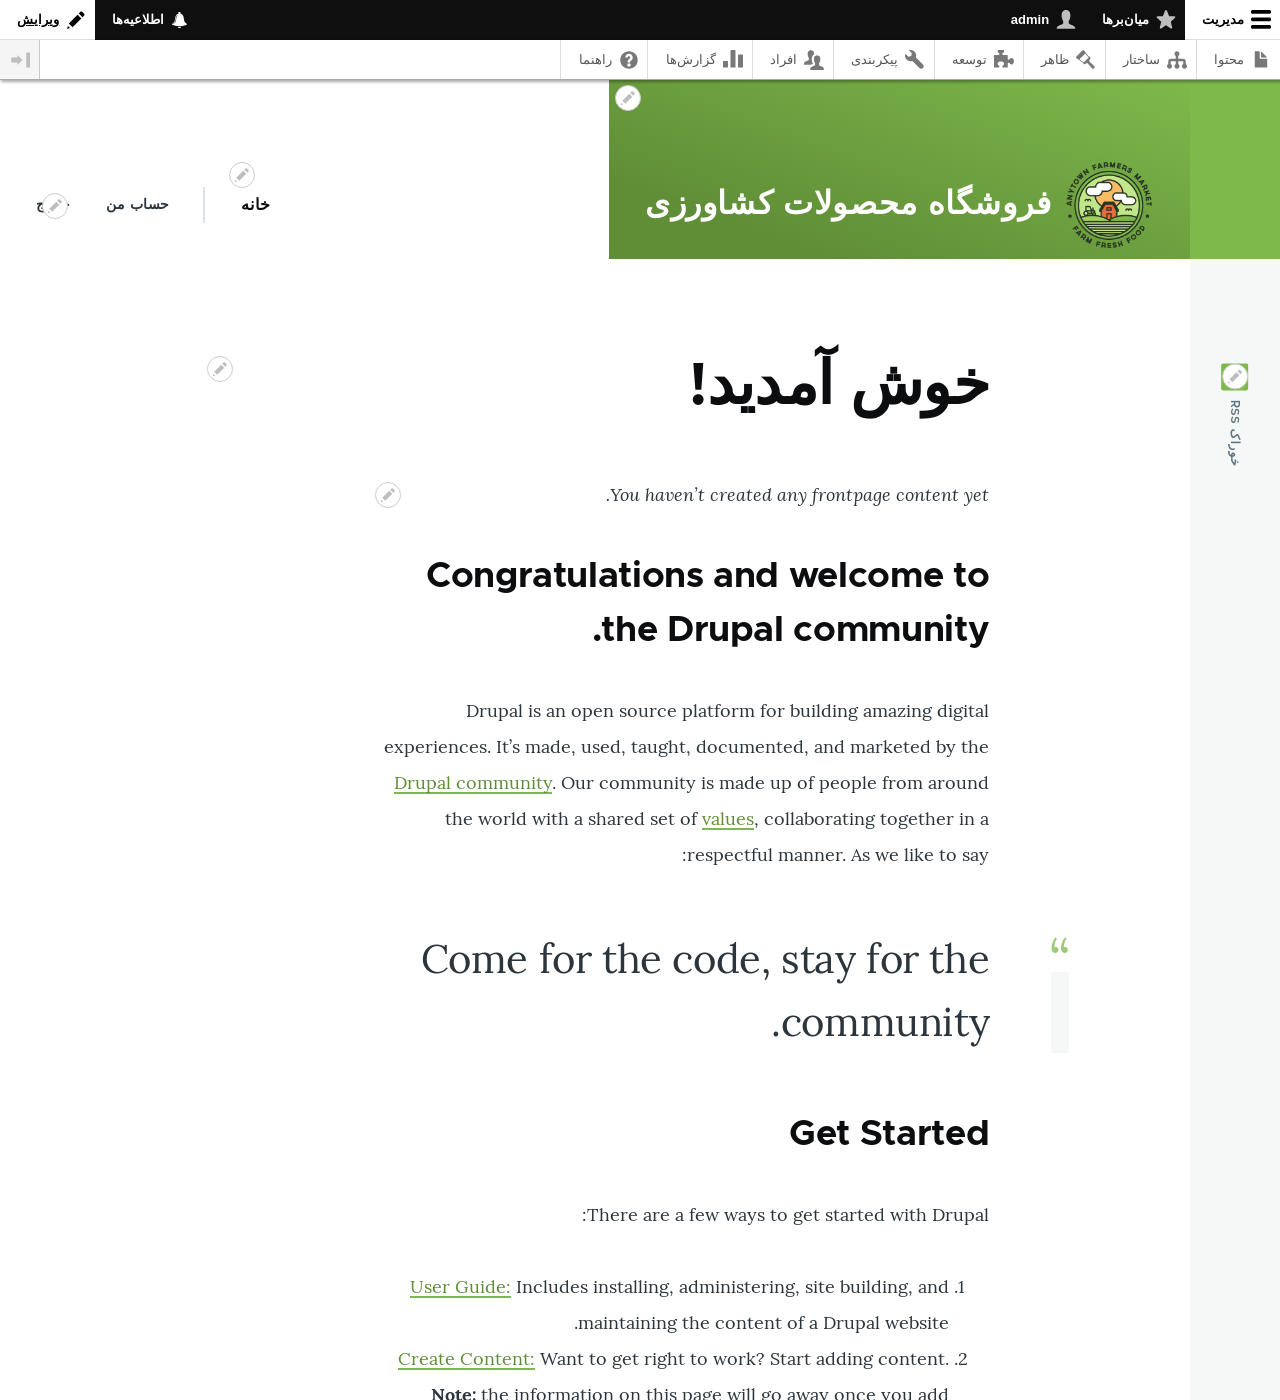 مدیریت میان‌برها admin اطلاعیه‌ها ویرایش
محتوا ساختار ظاهر توسعه پیکربندی افراد گزارش‌ها راهنما
ANYTOWN FARMERS MARKET
FARM FRESH FOOD
فروشگاه محصولات کشاورزی
خانه حساب من
خوش آمدید!
خوراک RSS
You haven’t created any frontpage content yet.
Congratulations and welcome to
the Drupal community.
Drupal is an open source platform for building amazing digital
experiences. It’s made, used, taught, documented, and marketed by the
Drupal community. Our community is made up of people from around
the world with a shared set of values, collaborating together in a
respectful manner. As we like to say:
“
Come for the code, stay for the
community.
Get Started
There are a few ways to get started with Drupal:
1. User Guide: Includes installing, administering, site building, and
maintaining the content of a Drupal website.
2. Create Content: Want to get right to work? Start adding content.
Note: the information on this page will go away once you add